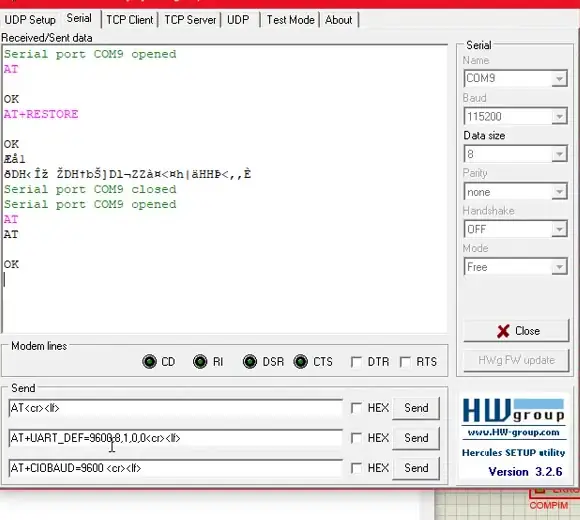 UDP Setup Serial TCP Client TCP Server UDP Test Mode About
Received/Sent data
Serial port COM9 opened
AT
OK
AT+RESTORE
OK
Serial port COM9 closed
Serial port COM9 opened
AT
AT
OK
Serial
Name
COM9
Baud
115200
Data size
8
Parity
none
Handshake
OFF
Mode
Free
Close
HWg FW update
Modem lines
CD RI DSR CTS DTR RTS
Send
AT<cr><lf> HEX Send
AT+UART_DEF=9600,8,1,0,0<cr><lf> HEX Send
AT+CIOBAUD=9600 <cr><lf> HEX Send
HW group
www.HW-group.com
Hercules SETUP utility
Version 3.2.6
COMPIM